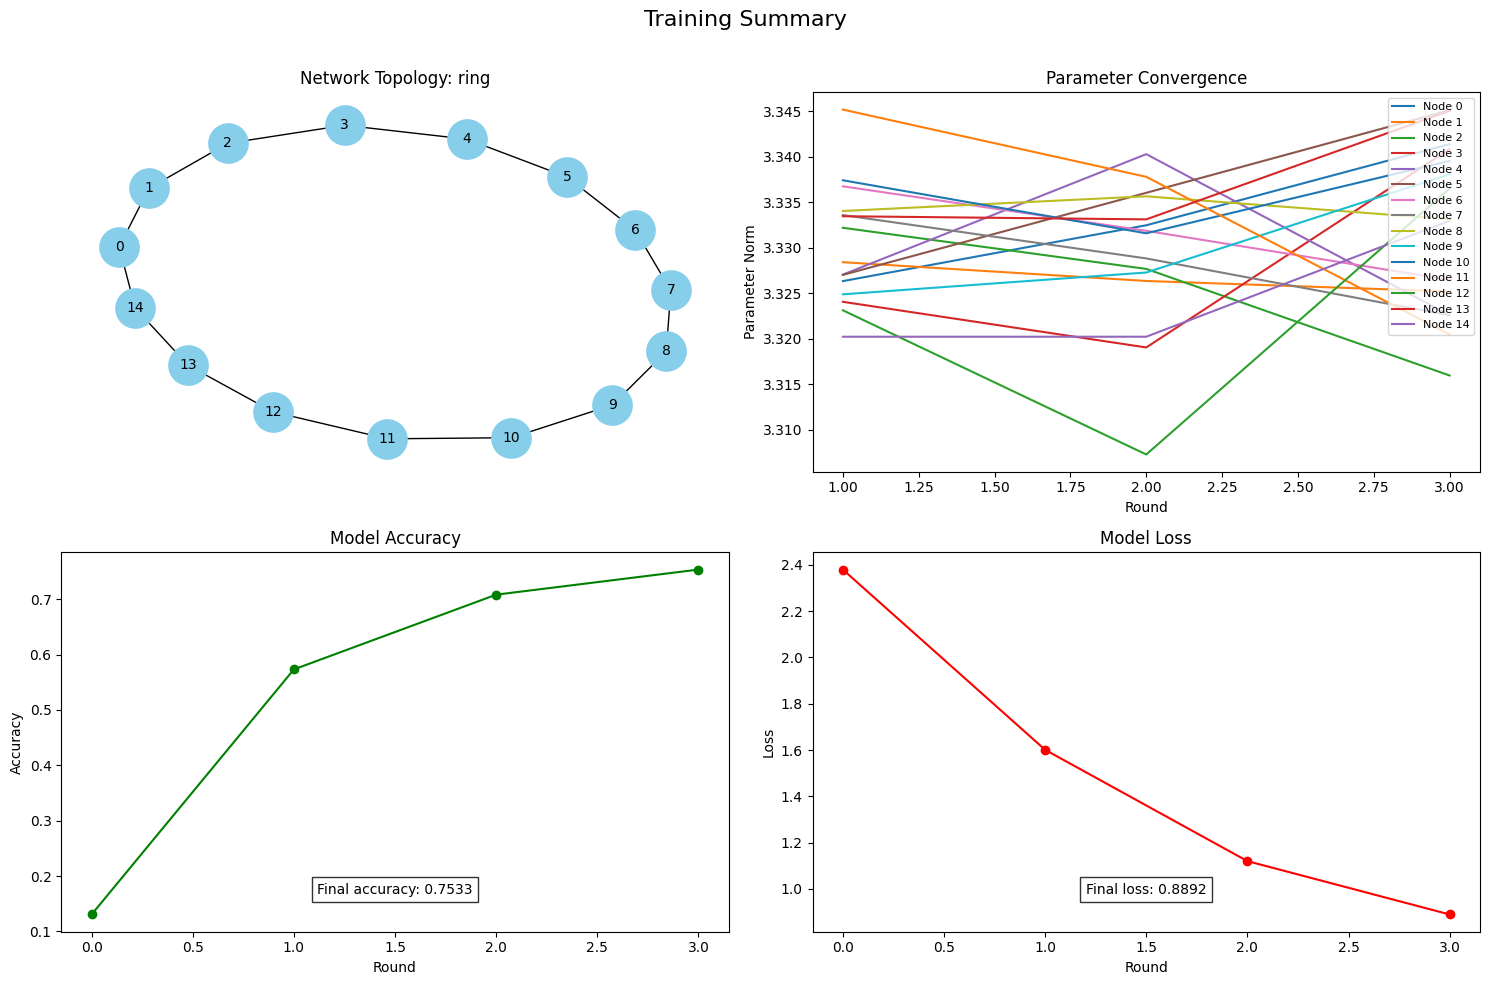 Training Summary
Network Topology: ring
3
2
4
5
1
6
0
7
14
8
13
9
12
11
10
Parameter Convergence
Parameter Norm
3.345
3.340
3.335
3.330
3.325
3.320
3.315
3.310
Node 0
Node 1
Node 2
Node 3
Node 4
Node 5
Node 6
Node 7
Node 8
Node 9
Node 10
Node 11
Node 12
Node 13
Node 14
1.00 1.25 1.50 1.75 2.00 2.25 2.50 2.75 3.00
Round
Model Accuracy
Accuracy
0.7
0.6
0.5
0.4
0.3
0.2
0.1
Final accuracy: 0.7533
0.0 0.5 1.0 1.5 2.0 2.5 3.0
Round
Model Loss
Loss
2.4
2.2
2.0
1.8
1.6
1.4
1.2
1.0
Final loss: 0.8892
0.0 0.5 1.0 1.5 2.0 2.5 3.0
Round